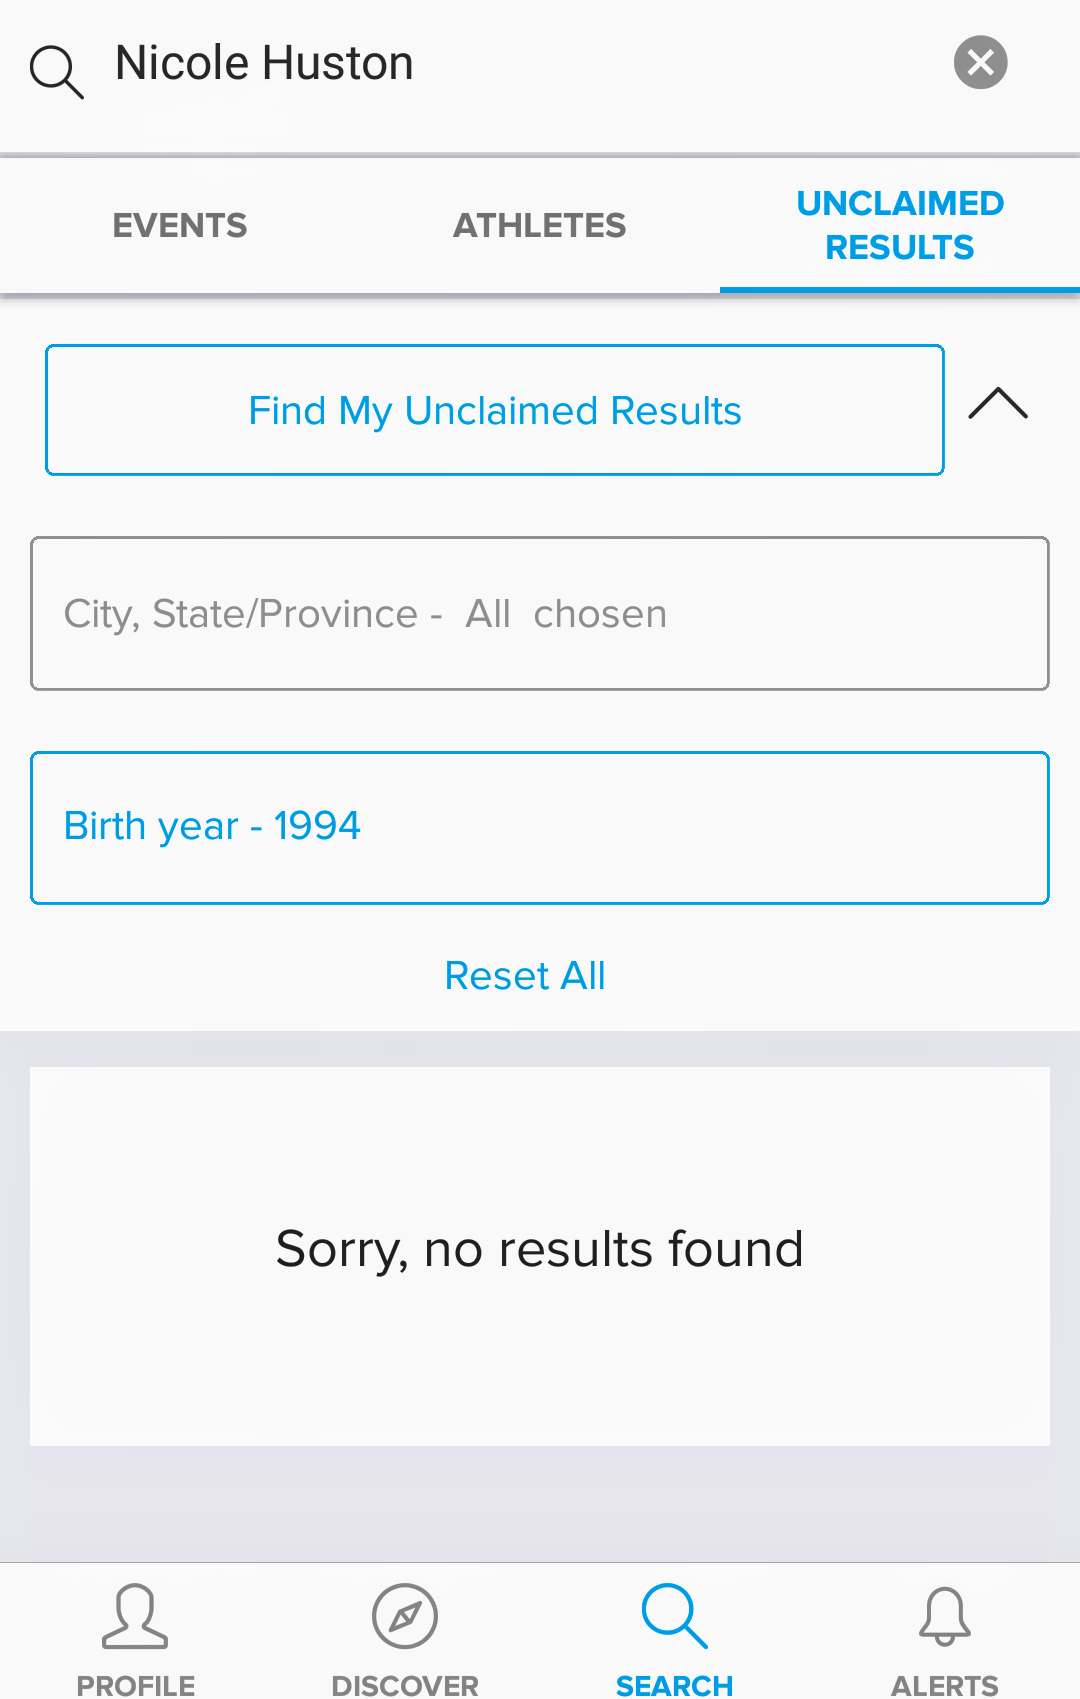 Nicole Huston
EVENTS
ATHLETES
UNCLAIMED
RESULTS
Find My Unclaimed Results
City, State/Province - All chosen
Birth year - 1994
Reset All
Sorry, no results found
PROFILE
DISCOVER
SEARCH
ALERTS